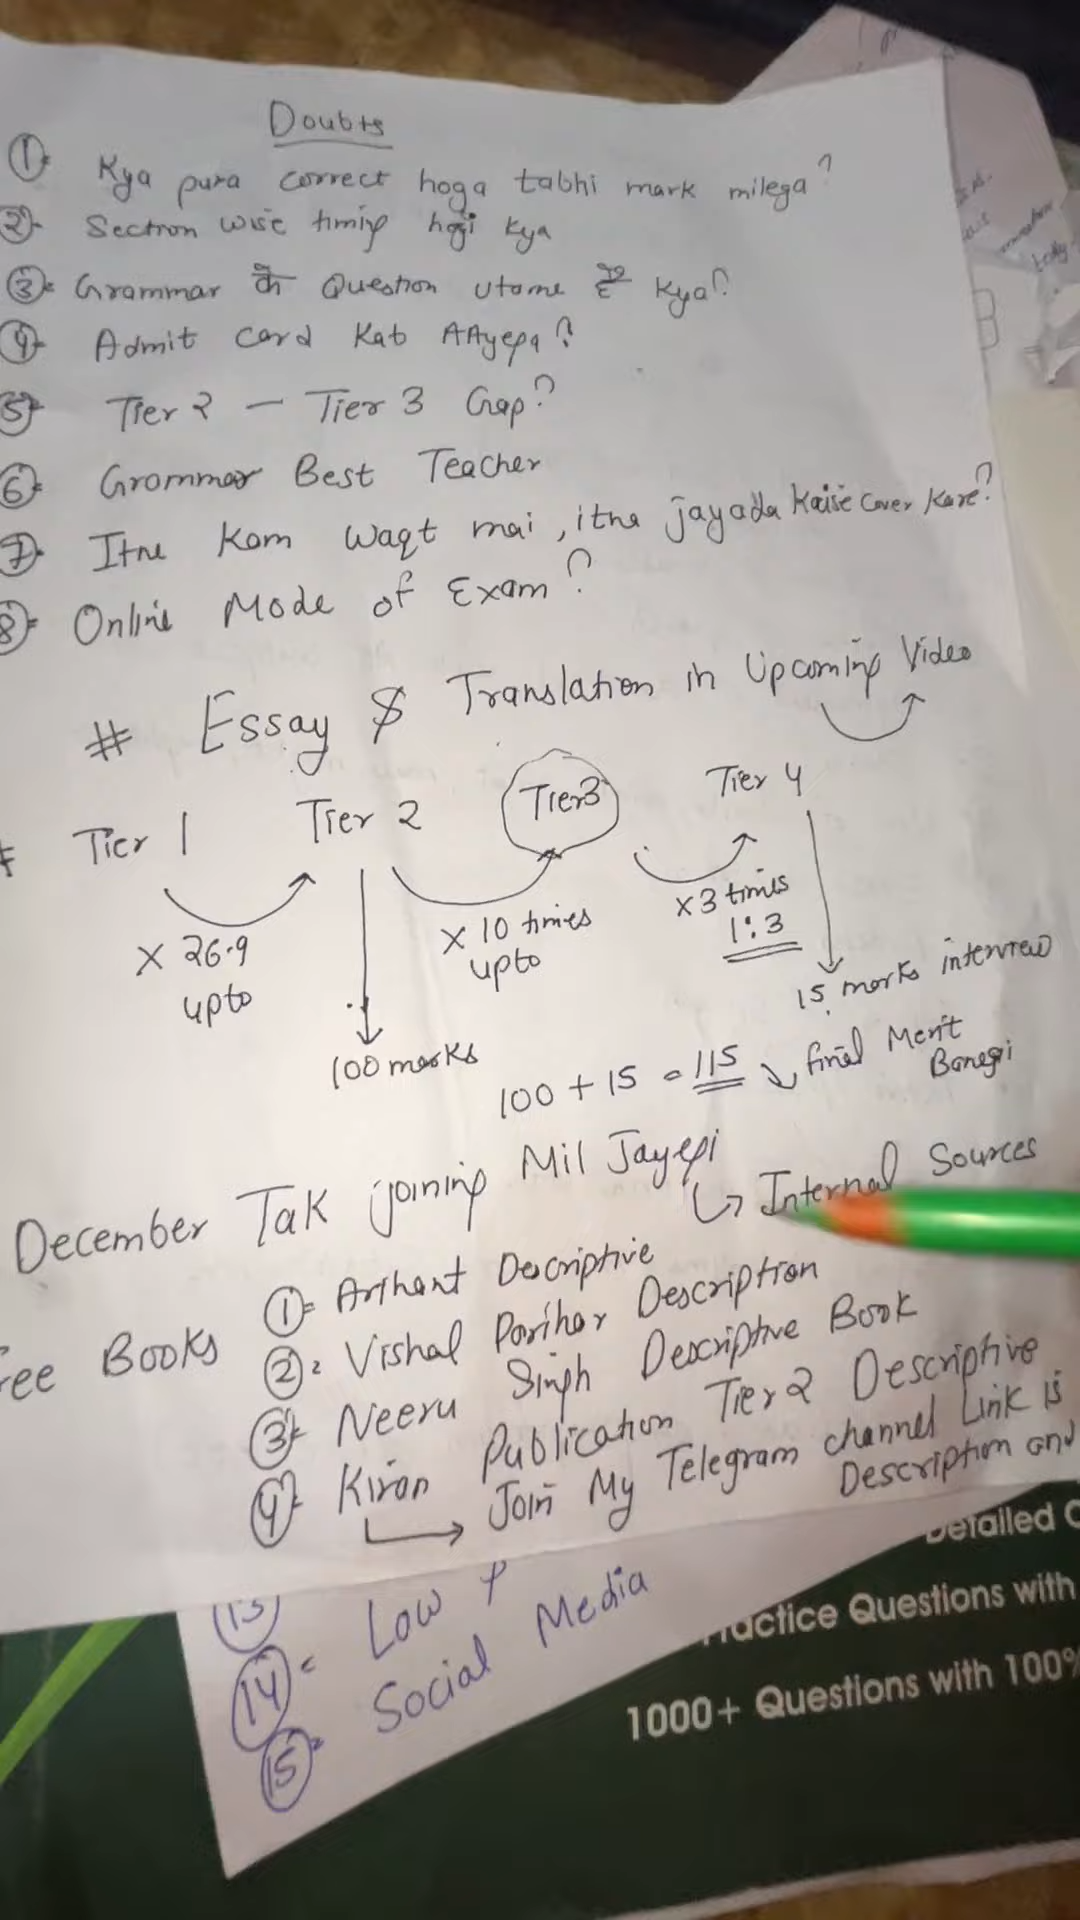 Doubts
① Kya pura correct hoga tabhi mark milega?
② Section wise timing hogi kya
③ Grammar के Question utame है kya?
④ Admit card Kab AAyega?
⑤ Tier 2 — Tier 3 Gap?
⑥ Grammar Best Teacher
⑦ Itne Kam Waqt mai, itna jayada Kaise Cover Kare?
⑧ Online Mode of Exam?
# Essay $ Translation in Upcoming Video
# Tier 1 Tier 2 Tier3 Tier 4
X 26.9 upto
X 10 times upto
X 3 times
1:3
15 marks interview
100 marks
100 + 15 = 115 final Merit Banegi
December Tak joining Mil Jayegi
Internal Sources
ree Books
① Arihant Descriptive
② Vishal Parihar Description
③ Neeru Singh Descriptive Book
④ Kiran Publication Tier 2 Descriptive
Join My Telegram channel Link is
Description and
13
14 Low
15 Social Media
Detailed
actice Questions with
1000+ Questions with 100%